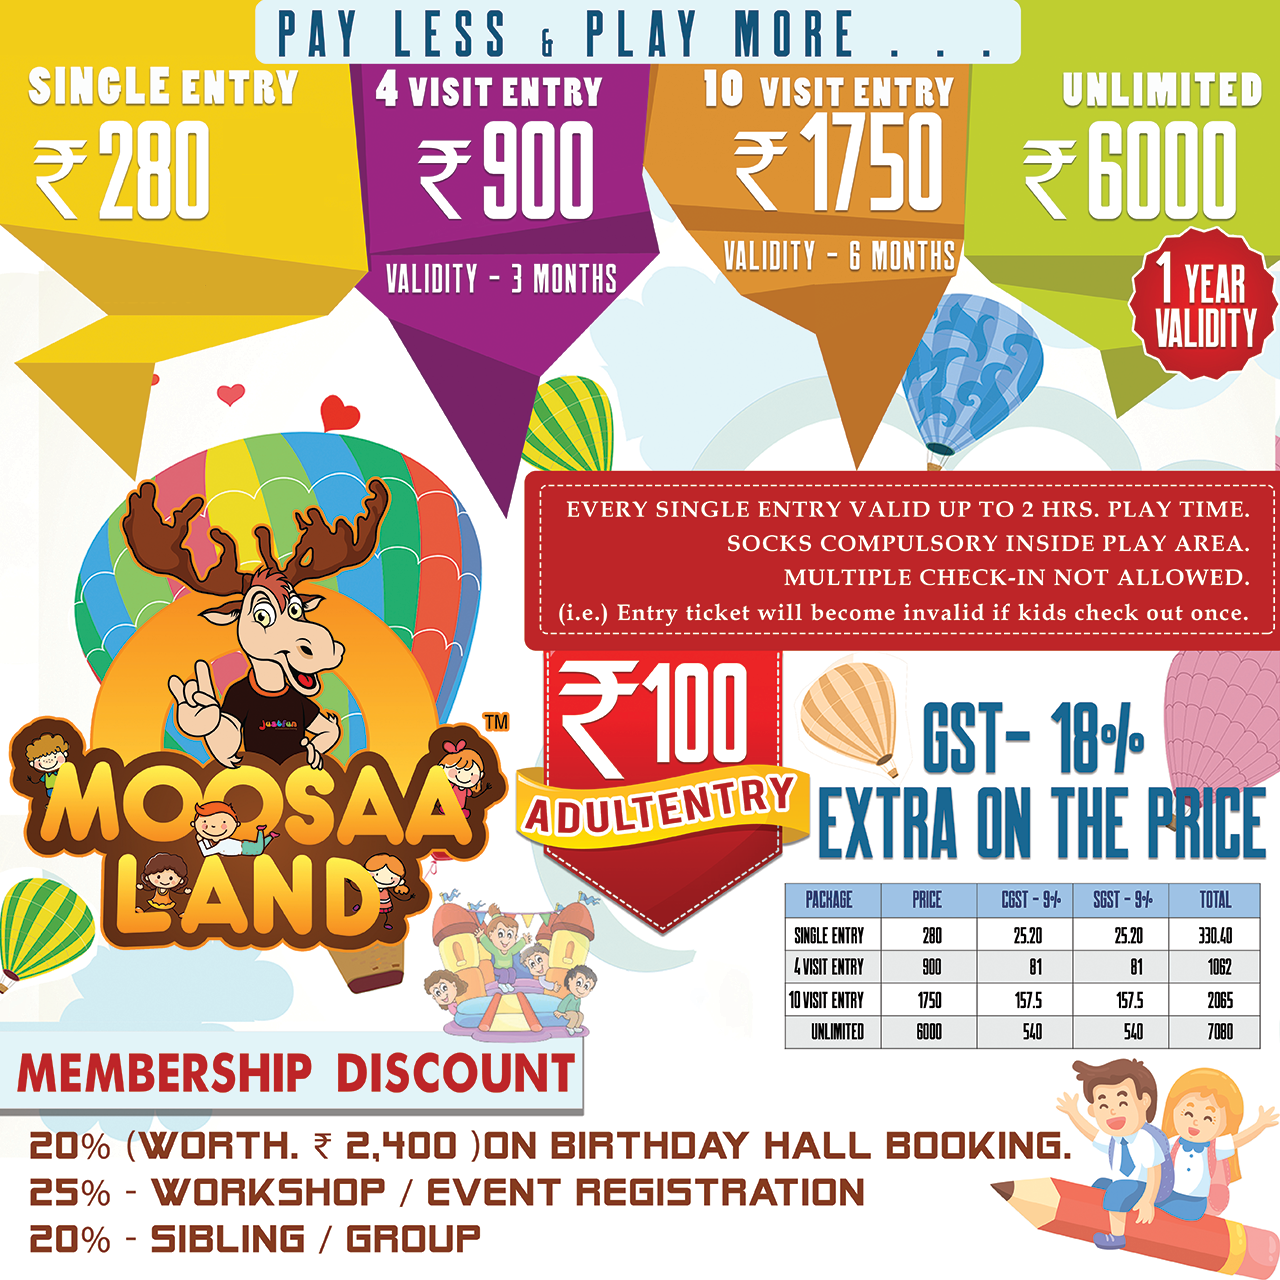 PAY LESS & PLAY MORE . . .
SINGLE ENTRY
₹280
4 VISIT ENTRY
₹900
VALIDITY - 3 MONTHS
10 VISIT ENTRY
₹1750
VALIDITY - 6 MONTHS
UNLIMITED
₹6000
1 YEAR
VALIDITY
EVERY SINGLE ENTRY VALID UP TO 2 HRS. PLAY TIME.
SOCKS COMPULSORY INSIDE PLAY AREA.
MULTIPLE CHECK-IN NOT ALLOWED.
(i.e.) Entry ticket will become invalid if kids check out once.
just4fun
MOOSAA TM
LAND
₹100
ADULTENTRY
GST- 18%
EXTRA ON THE PRICE
PACKAGE PRICE CGST - 9% SGST - 9% TOTAL
SINGLE ENTRY 280 25.20 25.20 330.40
4 VISIT ENTRY 900 81 81 1062
10 VISIT ENTRY 1750 157.5 157.5 2065
UNLIMITED 6000 540 540 7080
MEMBERSHIP DISCOUNT
20% (WORTH. ₹ 2,400 )ON BIRTHDAY HALL BOOKING.
25% - WORKSHOP / EVENT REGISTRATION
20% - SIBLING / GROUP